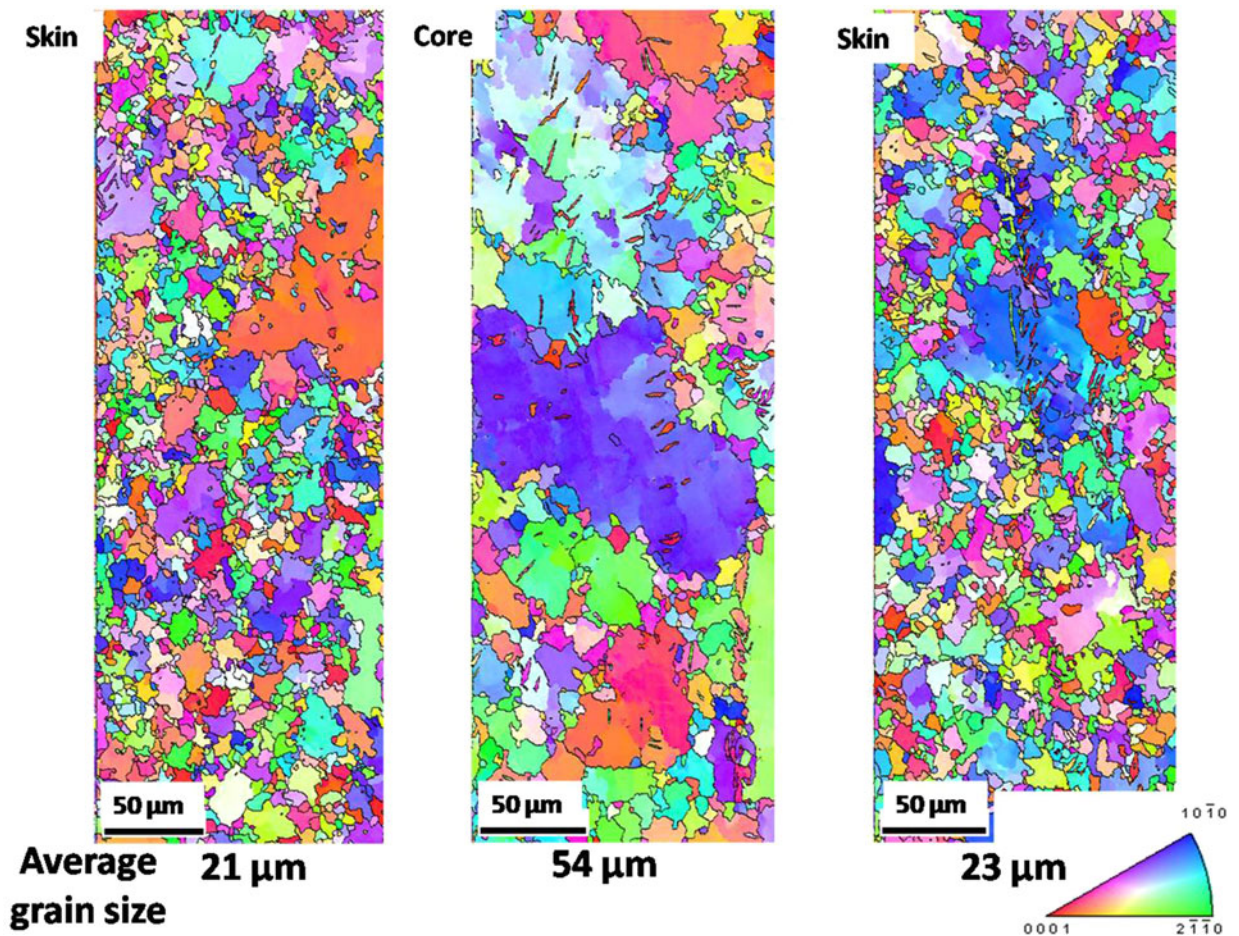 Skin
Core
Skin
50 µm
50 µm
50 µm
Average
grain size
21 µm
54 µm
23 µm
101̅0
0001
21̅1̅0